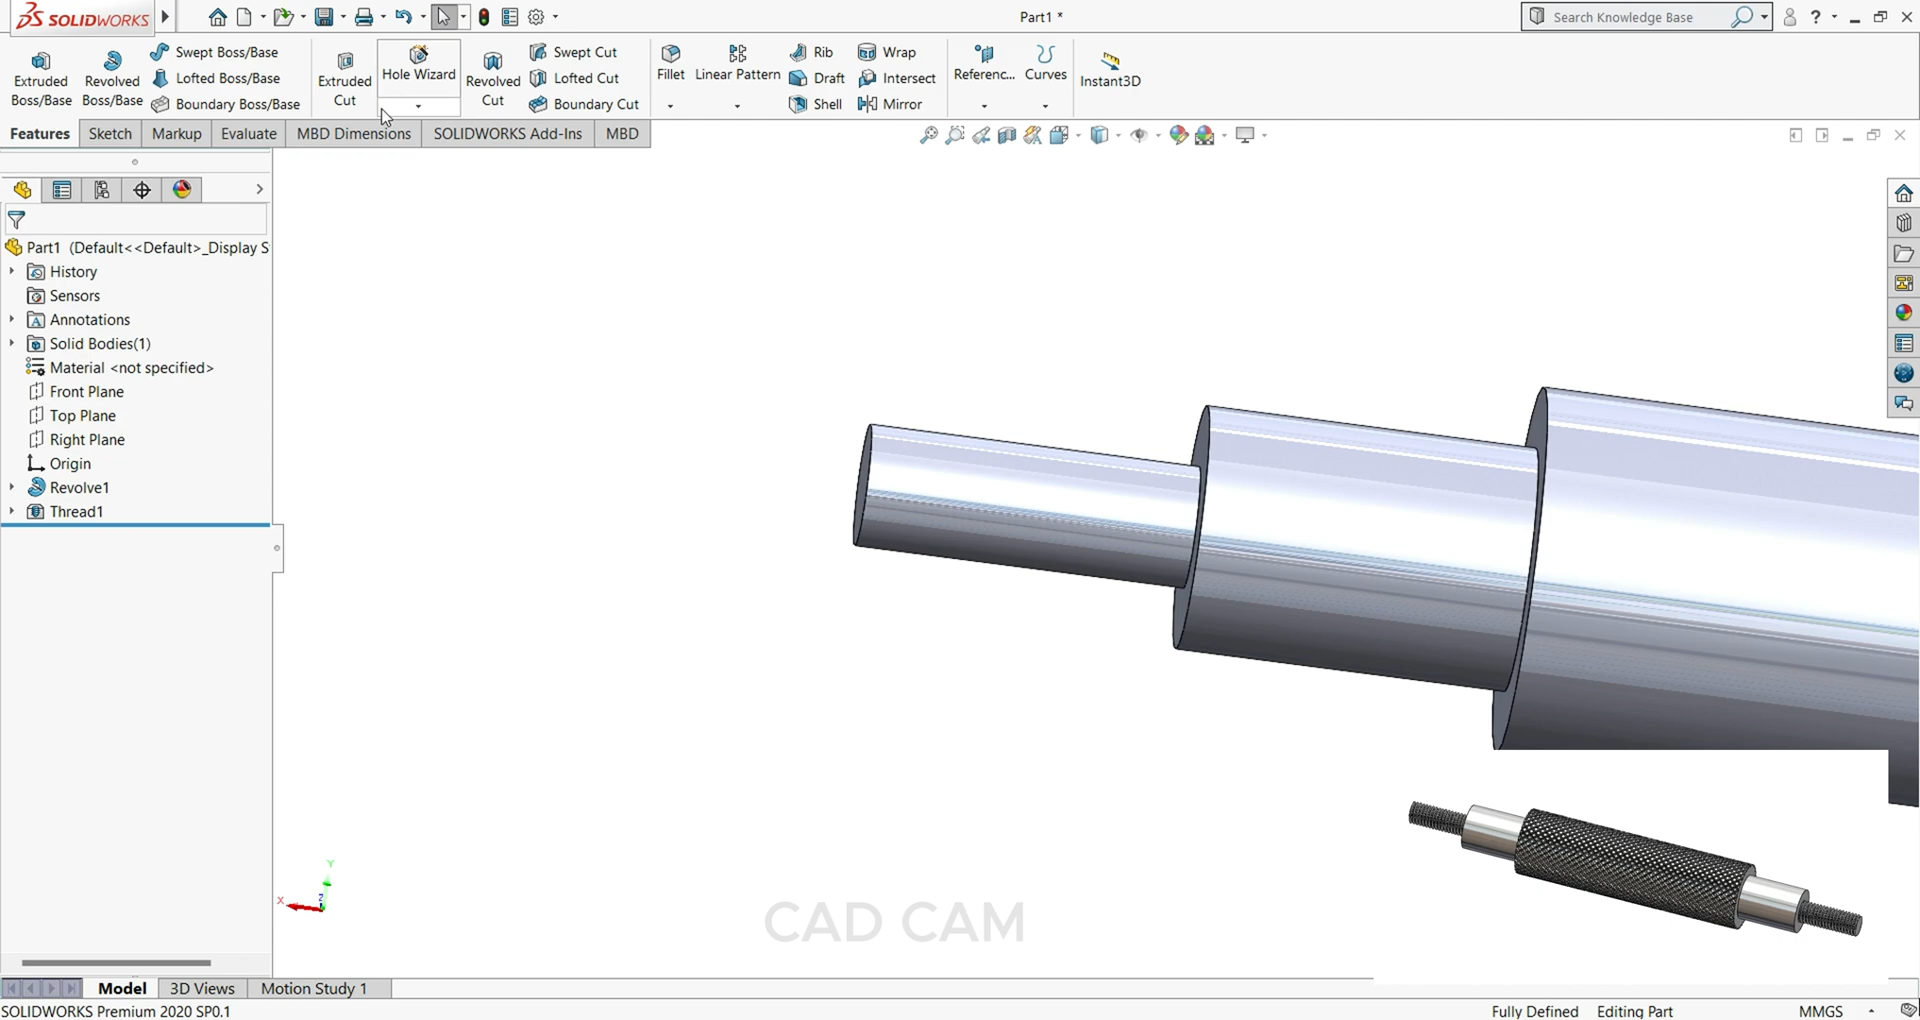 SOLIDWORKS
Part1 *
Search Knowledge Base
?
Extruded Boss/Base
Revolved Boss/Base
Swept Boss/Base
Lofted Boss/Base
Boundary Boss/Base
Extruded Cut
Hole Wizard
Revolved Cut
Swept Cut
Lofted Cut
Boundary Cut
Fillet
Linear Pattern
Rib
Draft
Shell
Wrap
Intersect
Mirror
Referenc...
Curves
Instant3D
Features
Sketch
Markup
Evaluate
MBD Dimensions
SOLIDWORKS Add-Ins
MBD
Part1 (Default<<Default>_Display S
History
Sensors
Annotations
Solid Bodies(1)
Material <not specified>
Front Plane
Top Plane
Right Plane
Origin
Revolve1
Thread1
Y
X
Z
CAD CAM
Model
3D Views
Motion Study 1
SOLIDWORKS Premium 2020 SP0.1
Fully Defined
Editing Part
MMGS